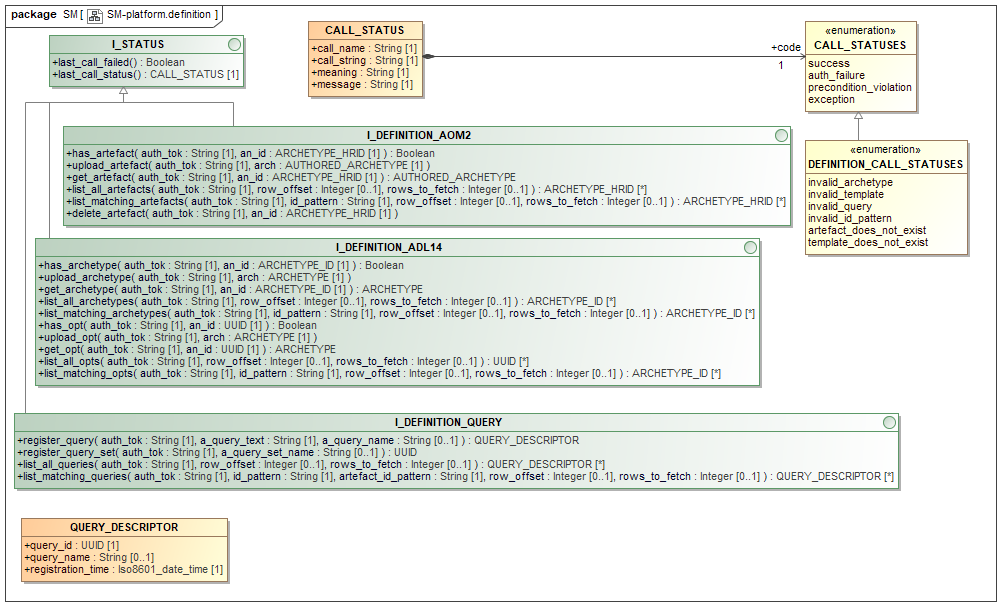 package SM [ SM-platform.definition ]
I_STATUS
+last_call_failed() : Boolean
+last_call_status() : CALL_STATUS [1]
CALL_STATUS
+call_name : String [1]
+call_string : String [1]
+meaning : String [1]
+message : String [1]
+code
1
«enumeration»
CALL_STATUSES
success
auth_failure
precondition_violation
exception
I_DEFINITION_AOM2
+has_artefact( auth_tok : String [1], an_id : ARCHETYPE_HRID [1] ) : Boolean
+upload_artefact( auth_tok : String [1], arch : AUTHORED_ARCHETYPE [1] )
+get_artefact( auth_tok : String [1], an_id : ARCHETYPE_HRID [1] ) : AUTHORED_ARCHETYPE
+list_all_artefacts( auth_tok : String [1], row_offset : Integer [0..1], rows_to_fetch : Integer [0..1] ) : ARCHETYPE_HRID [*]
+list_matching_artefacts( auth_tok : String [1], id_pattern : String [1], row_offset : Integer [0..1], rows_to_fetch : Integer [0..1] ) : ARCHETYPE_HRID [*]
+delete_artefact( auth_tok : String [1], an_id : ARCHETYPE_HRID [1] )
«enumeration»
DEFINITION_CALL_STATUSES
invalid_archetype
invalid_template
invalid_query
invalid_id_pattern
artefact_does_not_exist
template_does_not_exist
I_DEFINITION_ADL14
+has_archetype( auth_tok : String [1], an_id : ARCHETYPE_ID [1] ) : Boolean
+upload_archetype( auth_tok : String [1], arch : ARCHETYPE [1] )
+get_archetype( auth_tok : String [1], an_id : ARCHETYPE_ID [1] ) : ARCHETYPE
+list_all_archetypes( auth_tok : String [1], row_offset : Integer [0..1], rows_to_fetch : Integer [0..1] ) : ARCHETYPE_ID [*]
+list_matching_archetypes( auth_tok : String [1], id_pattern : String [1], row_offset : Integer [0..1], rows_to_fetch : Integer [0..1] ) : ARCHETYPE_ID [*]
+has_opt( auth_tok : String [1], an_id : UUID [1] ) : Boolean
+upload_opt( auth_tok : String [1], arch : ARCHETYPE [1] )
+get_opt( auth_tok : String [1], an_id : UUID [1] ) : ARCHETYPE
+list_all_opts( auth_tok : String [1], row_offset : Integer [0..1], rows_to_fetch : Integer [0..1] ) : UUID [*]
+list_matching_opts( auth_tok : String [1], id_pattern : String [1], row_offset : Integer [0..1], rows_to_fetch : Integer [0..1] ) : ARCHETYPE_ID [*]
I_DEFINITION_QUERY
+register_query( auth_tok : String [1], a_query_text : String [1], a_query_name : String [0..1] ) : QUERY_DESCRIPTOR
+register_query_set( auth_tok : String [1], a_query_set_name : String [0..1] ) : UUID
+list_all_queries( auth_tok : String [1], row_offset : Integer [0..1], rows_to_fetch : Integer [0..1] ) : QUERY_DESCRIPTOR [*]
+list_matching_queries( auth_tok : String [1], id_pattern : String [1], artefact_id_pattern : String [1], row_offset : Integer [0..1], rows_to_fetch : Integer [0..1] ) : QUERY_DESCRIPTOR [*]
QUERY_DESCRIPTOR
+query_id : UUID [1]
+query_name : String [0..1]
+registration_time : Iso8601_date_time [1]